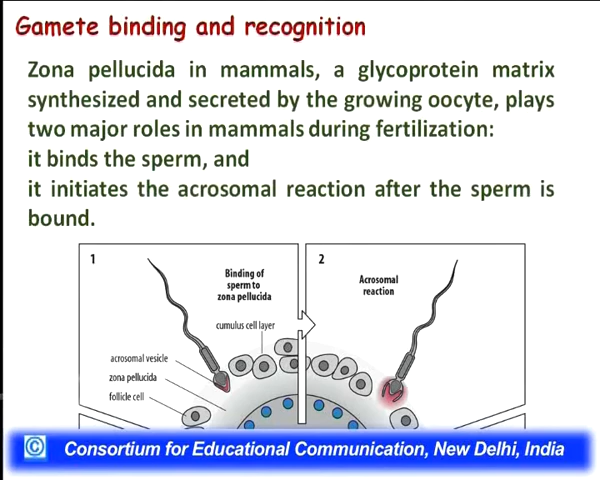 Gamete binding and recognition
Zona pellucida in mammals, a glycoprotein matrix
synthesized and secreted by the growing oocyte, plays
two major roles in mammals during fertilization:
it binds the sperm, and
it initiates the acrosomal reaction after the sperm is
bound.
1
Binding of
sperm to
zona pellucida
cumulus cell layer
acrosomal vesicle
zona pellucida
follicle cell
2
Acrosomal
reaction
© Consortium for Educational Communication, New Delhi, India